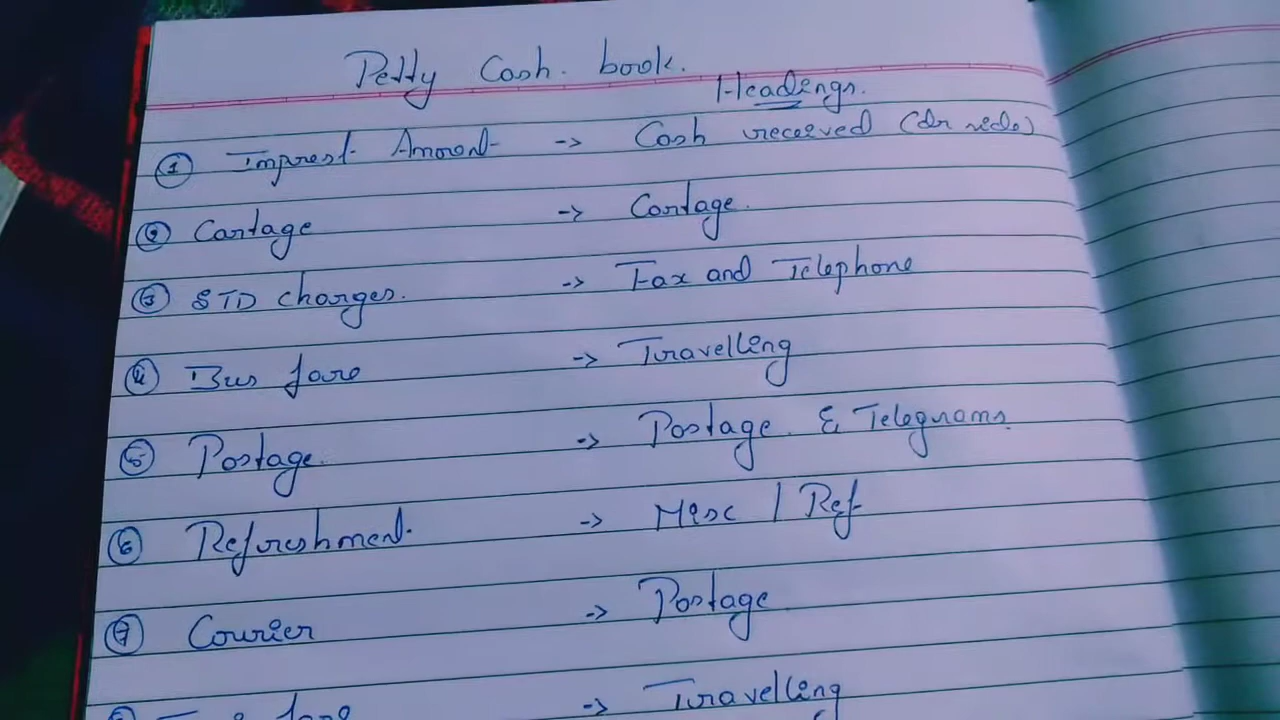 Petty Cash book.
Headings.
① Imprest Amount → Cash received (dr side)
② Cartage → Cartage.
③ STD charges. → Fax and Telephone
④ Bus fare → Travelling
⑤ Postage. → Postage & Telegrams.
⑥ Refreshment. → Misc / Ref
⑦ Courier → Postage
fare → Travelling